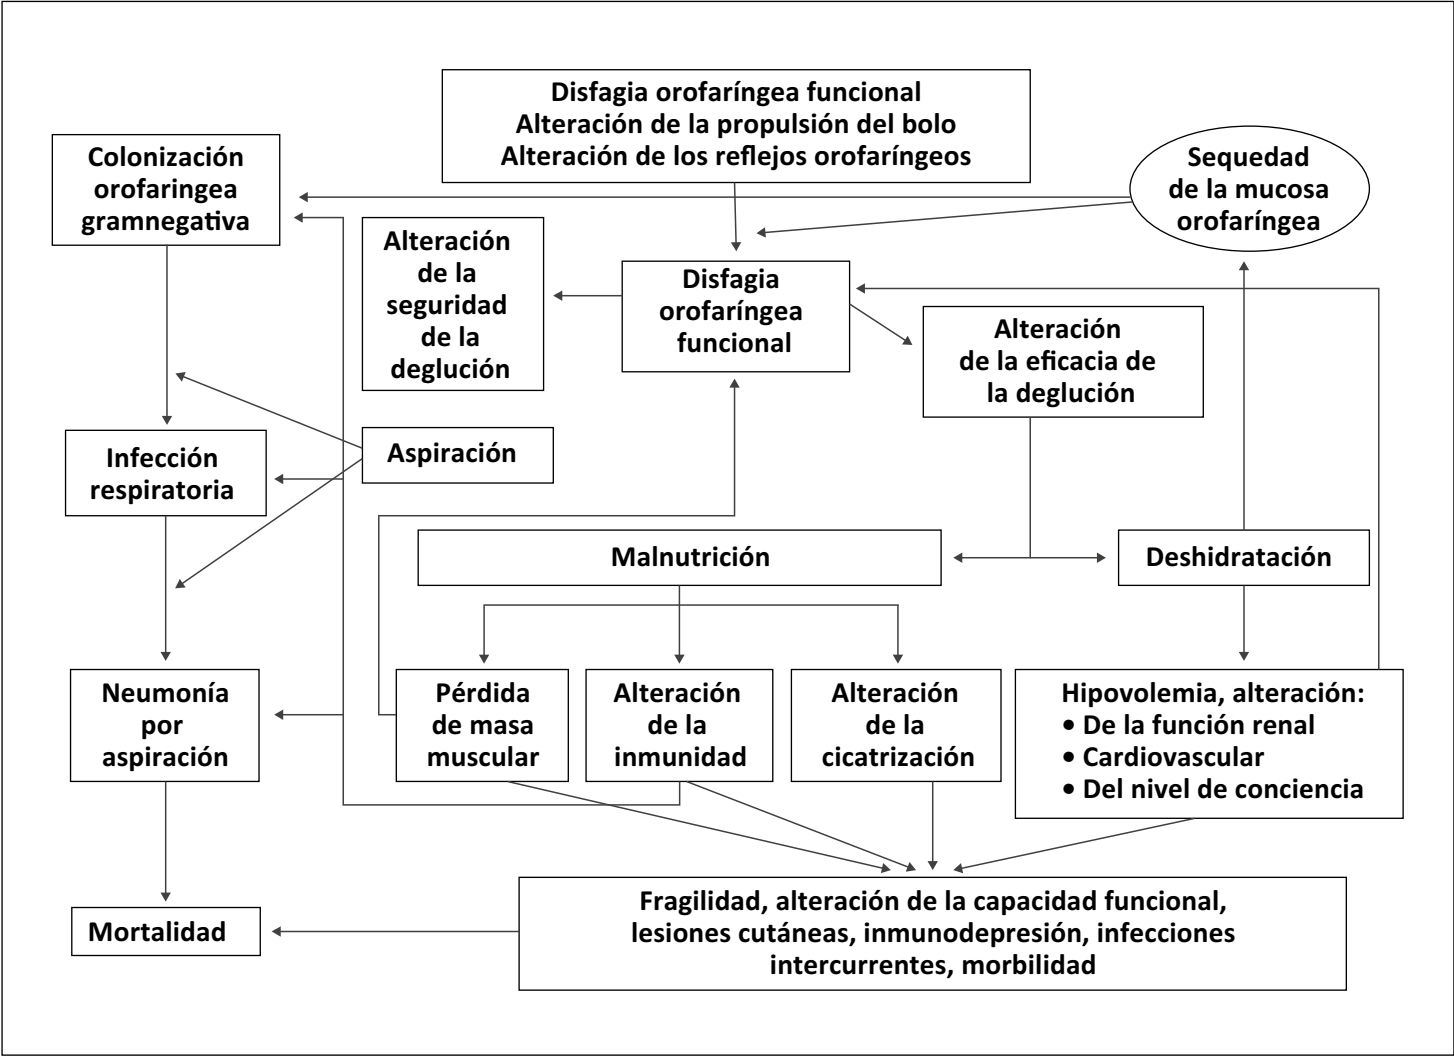 Disfagia orofaríngea funcional
Alteración de la propulsión del bolo
Alteración de los reflejos orofaríngeos
Colonización
orofaringea
gramnegativa
Sequedad
de la mucosa
orofaríngea
Alteración
de la
seguridad
de la
deglución
Disfagia
orofaríngea
funcional
Alteración
de la eficacia de
la deglución
Infección
respiratoria
Aspiración
Malnutrición
Deshidratación
Neumonía
por
aspiración
Pérdida
de masa
muscular
Alteración
de la
inmunidad
Alteración
de la
cicatrización
Hipovolemia, alteración:
• De la función renal
• Cardiovascular
• Del nivel de conciencia
Mortalidad
Fragilidad, alteración de la capacidad funcional,
lesiones cutáneas, inmunodepresión, infecciones
intercurrentes, morbilidad